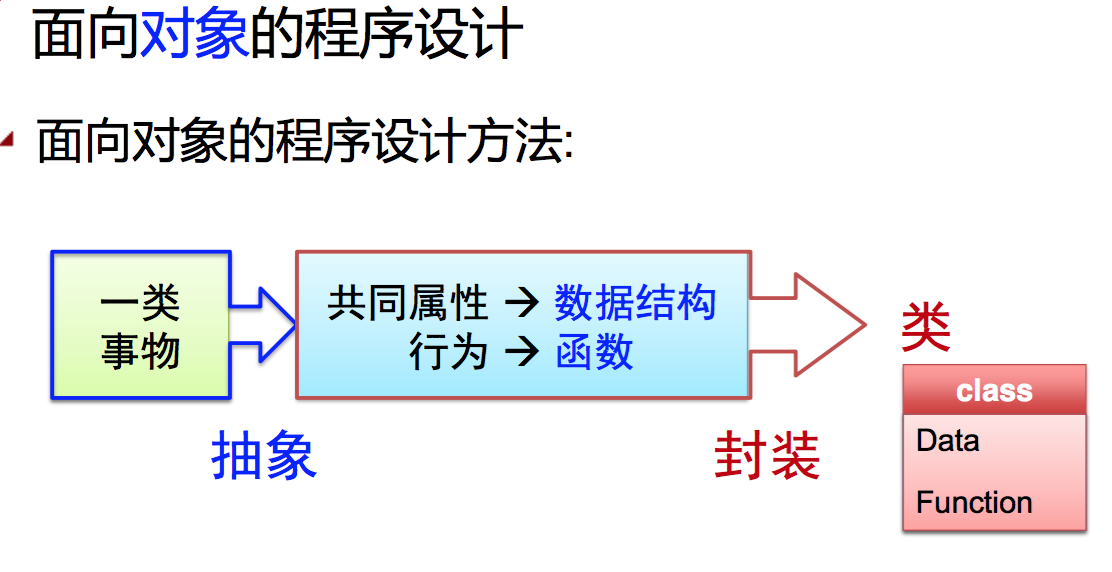 面向对象的程序设计
面向对象的程序设计方法:
一类
事物
共同属性 → 数据结构
行为 → 函数
抽象
封装
类
class
Data
Function